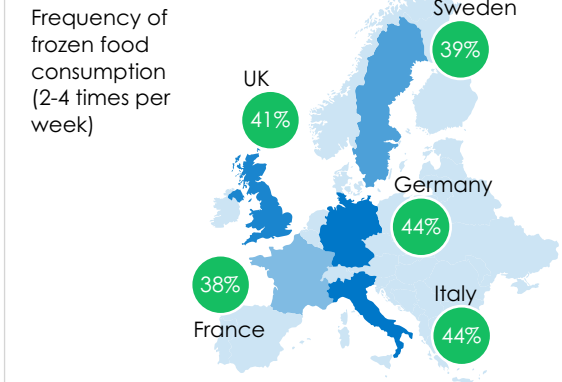 Frequency of
frozen food
consumption
(2-4 times per
week)
Sweden
39%
UK
41%
Germany
44%
38%
France
Italy
44%